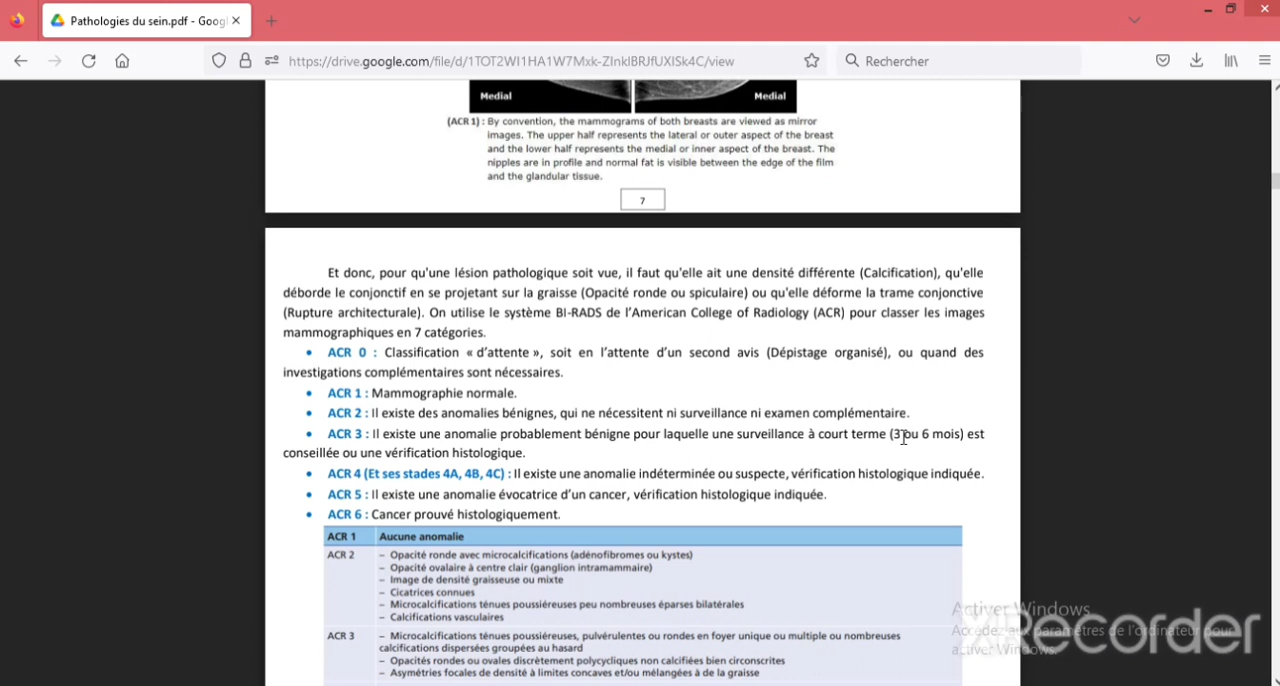 Pathologies du sein.pdf - Goog
https://drive.google.com/file/d/1TOT2WI1HA1W7Mxk-ZInklBRJfUXISk4C/view
Rechercher
Medial
Medial
(ACR 1) : By convention, the mammograms of both breasts are viewed as mirror
images. The upper half represents the lateral or outer aspect of the breast
and the lower half represents the medial or inner aspect of the breast. The
nipples are in profile and normal fat is visible between the edge of the film
and the glandular tissue.
7
Et donc, pour qu'une lésion pathologique soit vue, il faut qu'elle ait une densité différente (Calcification), qu'elle
déborde le conjonctif en se projetant sur la graisse (Opacité ronde ou spiculaire) ou qu'elle déforme la trame conjonctive
(Rupture architecturale). On utilise le système BI-RADS de l'American College of Radiology (ACR) pour classer les images
mammographiques en 7 catégories.
• ACR 0 : Classification « d'attente », soit en l'attente d'un second avis (Dépistage organisé), ou quand des
investigations complémentaires sont nécessaires.
• ACR 1 : Mammographie normale.
• ACR 2 : Il existe des anomalies bénignes, qui ne nécessitent ni surveillance ni examen complémentaire.
• ACR 3 : Il existe une anomalie probablement bénigne pour laquelle une surveillance à court terme (3 ou 6 mois) est
conseillée ou une vérification histologique.
• ACR 4 (Et ses stades 4A, 4B, 4C) : Il existe une anomalie indéterminée ou suspecte, vérification histologique indiquée.
• ACR 5 : Il existe une anomalie évocatrice d'un cancer, vérification histologique indiquée.
• ACR 6 : Cancer prouvé histologiquement.
ACR 1 Aucune anomalie
ACR 2 – Opacité ronde avec microcalcifications (adénofibromes ou kystes)
– Opacité ovalaire à centre clair (ganglion intramammaire)
– Image de densité graisseuse ou mixte
– Cicatrices connues
– Microcalcifications ténues poussiéreuses peu nombreuses éparses bilatérales
– Calcifications vasculaires
ACR 3 – Microcalcifications ténues poussiéreuses, pulvérulentes ou rondes en foyer unique ou multiple ou nombreuses
calcifications dispersées groupées au hasard
– Opacités rondes ou ovales discrètement polycycliques non calcifiées bien circonscrites
– Asymétries focales de densité à limites concaves et/ou mélangées à de la graisse
Activer Windows
Accédez aux paramètres de l'ordinateur pour
activer Windows.
XRecorder